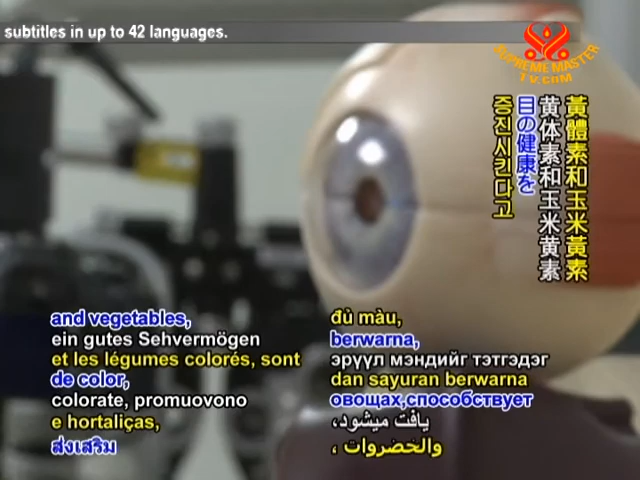 subtitles in up to 42 languages.
SUPREME MASTER
TV.COM
黃體素和玉米黃素
黄体素和玉米黄素
目の健康を
증진시킨다고
and vegetables,
ein gutes Sehvermögen
et les légumes colorés, sont
de color,
colorate, promuovono
e hortaliças,
ส่งเสริม
đủ màu,
berwarna,
эрүүл мэндийг тэтгэдэг
dan sayuran berwarna
овощах,способствует
یافت میشود،
والخضروات ،